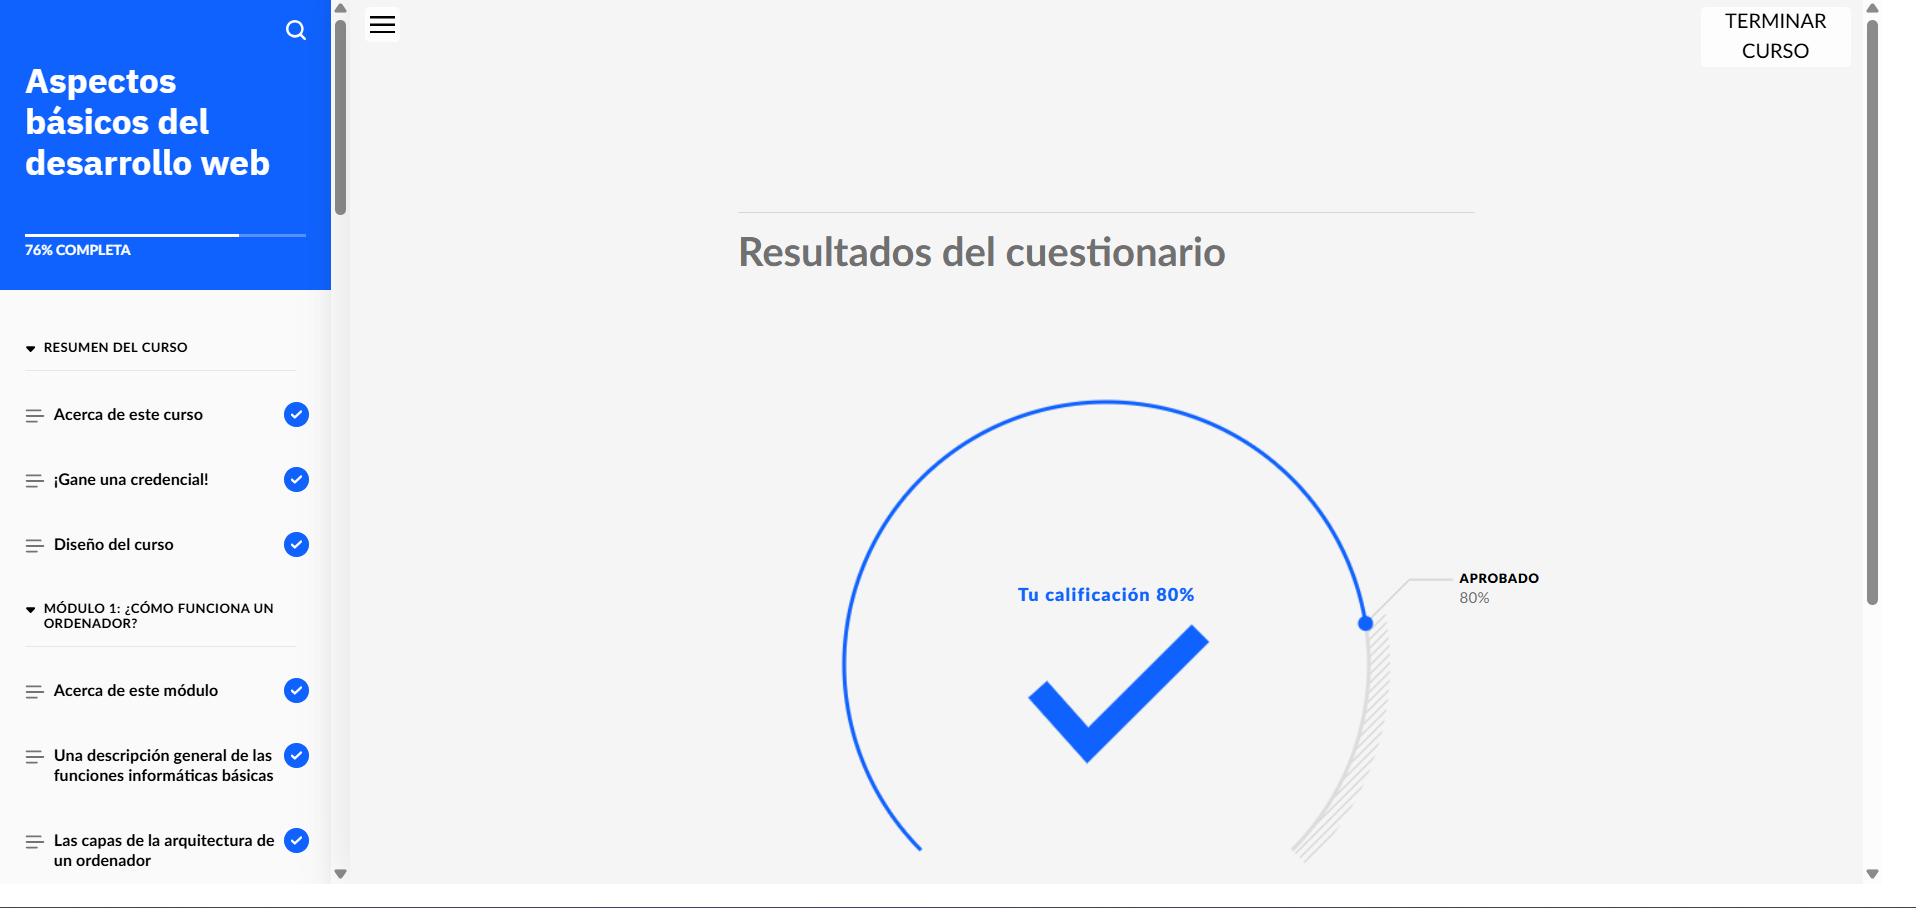 Aspectos
básicos del
desarrollo web
76% COMPLETA
RESUMEN DEL CURSO
Acerca de este curso
¡Gane una credencial!
Diseño del curso
MÓDULO 1: ¿CÓMO FUNCIONA UN
ORDENADOR?
Acerca de este módulo
Una descripción general de las
funciones informáticas básicas
Las capas de la arquitectura de
un ordenador
TERMINAR
CURSO
Resultados del cuestionario
Tu calificación 80%
APROBADO
80%